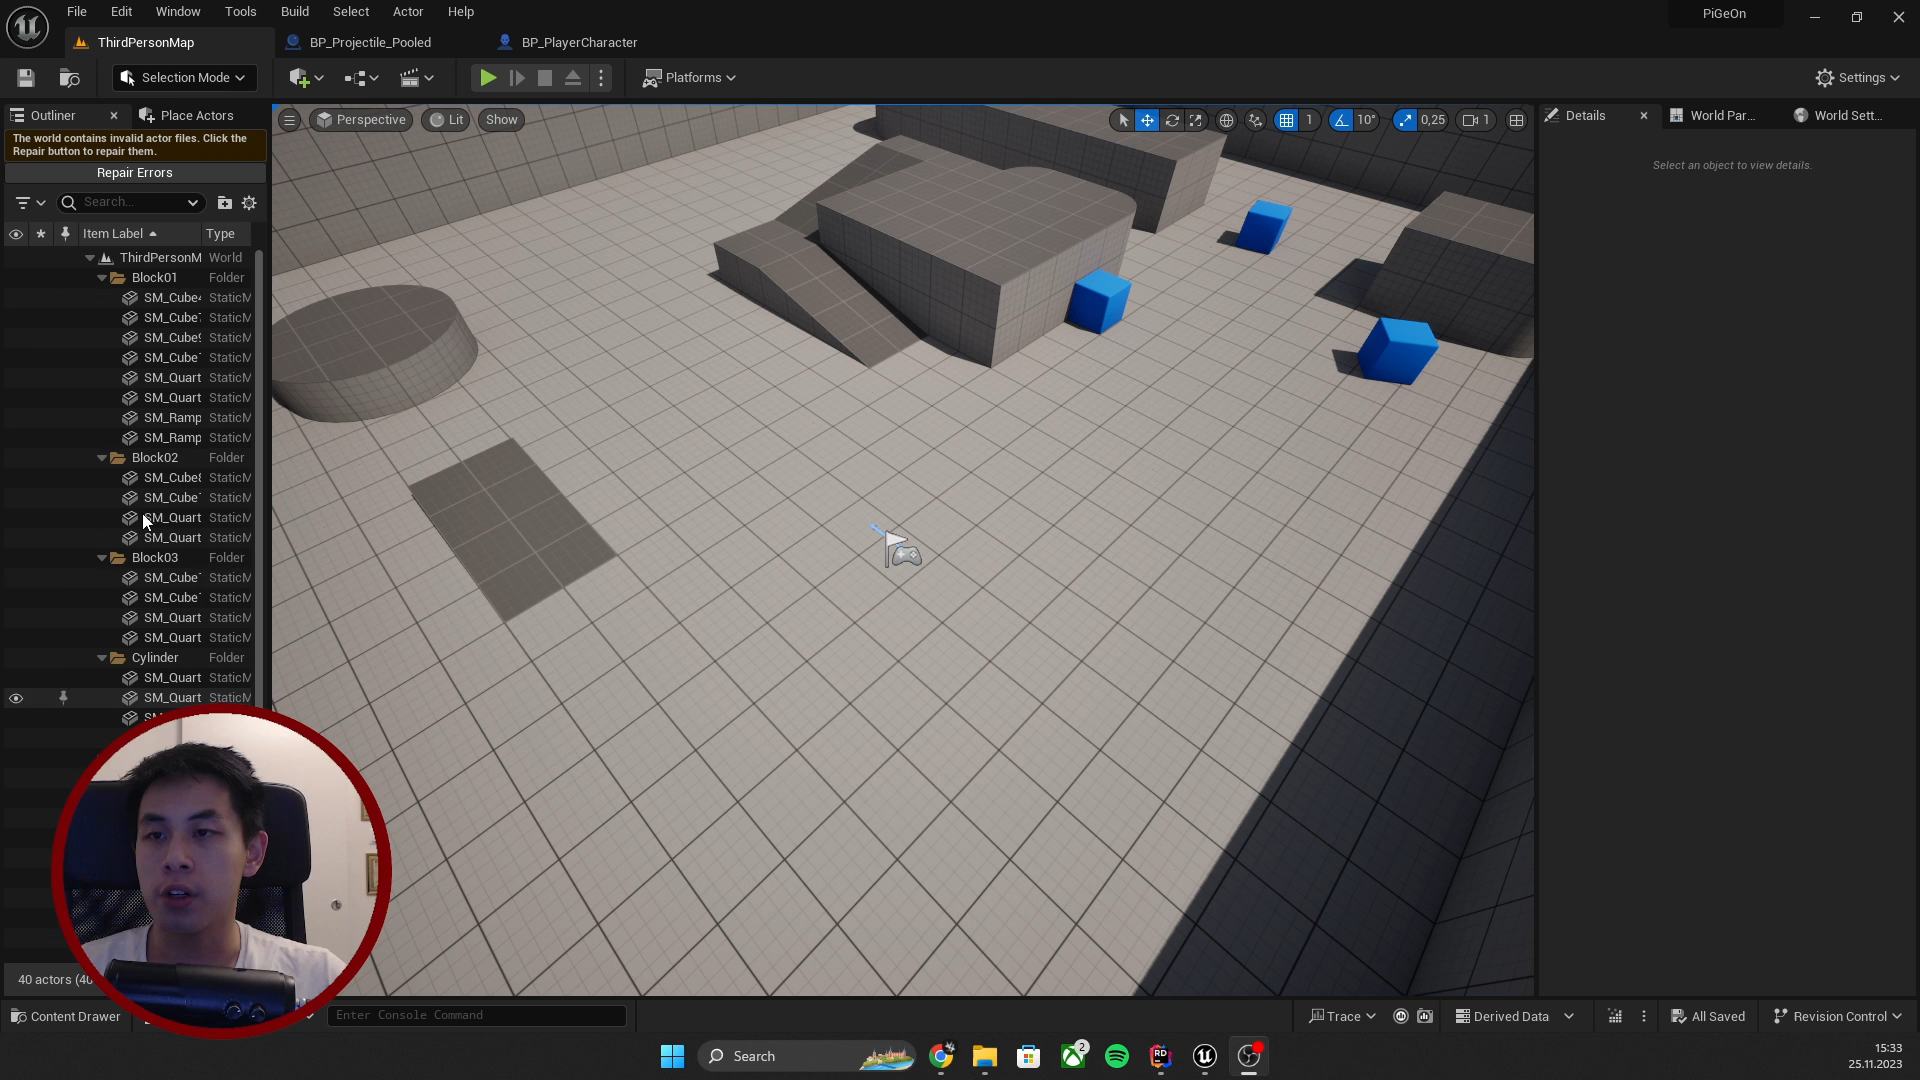 File Edit Window Tools Build Select Actor Help
PiGeOn
ThirdPersonMap
BP_Projectile_Pooled
BP_PlayerCharacter
Selection Mode
Platforms
Settings
Outliner
Place Actors
The world contains invalid actor files. Click the
Repair button to repair them.
Repair Errors
Search...
Item Label
Type
ThirdPersonM World
Block01 Folder
SM_Cube StaticM
SM_Cube StaticM
SM_Cube StaticM
SM_Cube StaticM
SM_Quart StaticM
SM_Quart StaticM
SM_Ramp StaticM
SM_Ramp StaticM
Block02 Folder
SM_Cube StaticM
SM_Cube StaticM
SM_Quart StaticM
SM_Quart StaticM
Block03 Folder
SM_Cube StaticM
SM_Cube StaticM
SM_Quart StaticM
SM_Quart StaticM
Cylinder Folder
SM_Quart StaticM
SM_Quart StaticM
40 actors (40
Perspective
Lit
Show
1
10°
0,25
1
Details
World Par...
World Sett...
Select an object to view details.
Content Drawer
Enter Console Command
Trace
Derived Data
All Saved
Revision Control
Search
2
RD
15:33
25.11.2023